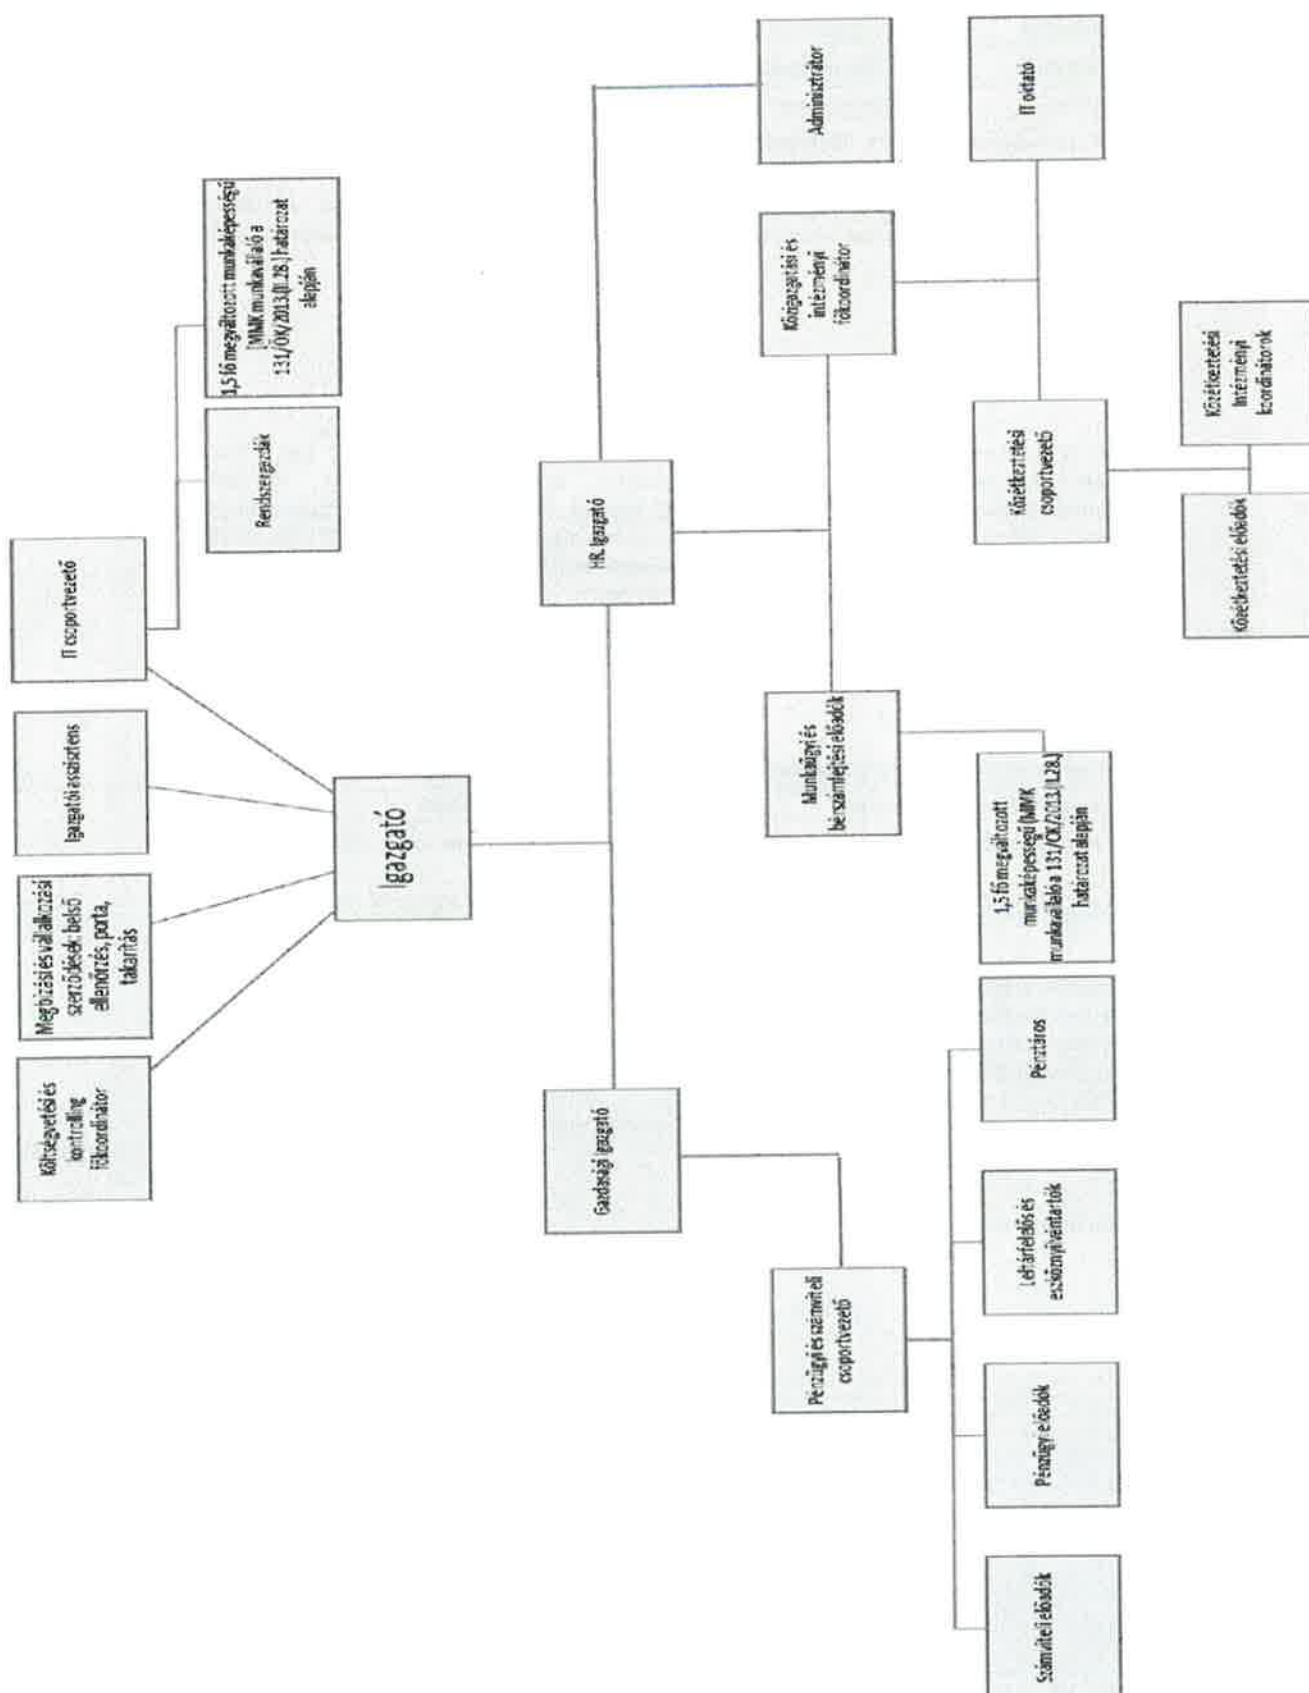 Költségvetési és
kontrolling
főkoordinátor
Megbízási és vállalkozási
szerződések: belső
ellenőrzés, porta,
takarítás
Igazgatói asszisztens
IT csoportvezető
Rendszergazdák
1,5 fő megváltozott munkaképességű
(MMK munkavállaló a
131/ÖK/2013.(II.28.) határozat
alapján
Igazgató
Gazdasági Igazgató
HR. Igazgató
Pénzügyi és számviteli
csoportvezető
Munkaügyi és
bérszámfejtési előadók
Közigazgatási és
intézményi
főkoordinátor
Adminisztrátor
Számviteli előadók
Pénzügyi előadók
Leltárfelelős és
eszköznyilvántartók
Pénztáros
1,5 fő megváltozott
munkaképességű (MMK
munkavállaló a 131/ÖK/2013.(II.28.)
határozat alapján
Közétkeztetési
csoportvezető
IT oktató
Közétkeztetési előadók
Közétkeztetési
Intézményi
koordinátorok